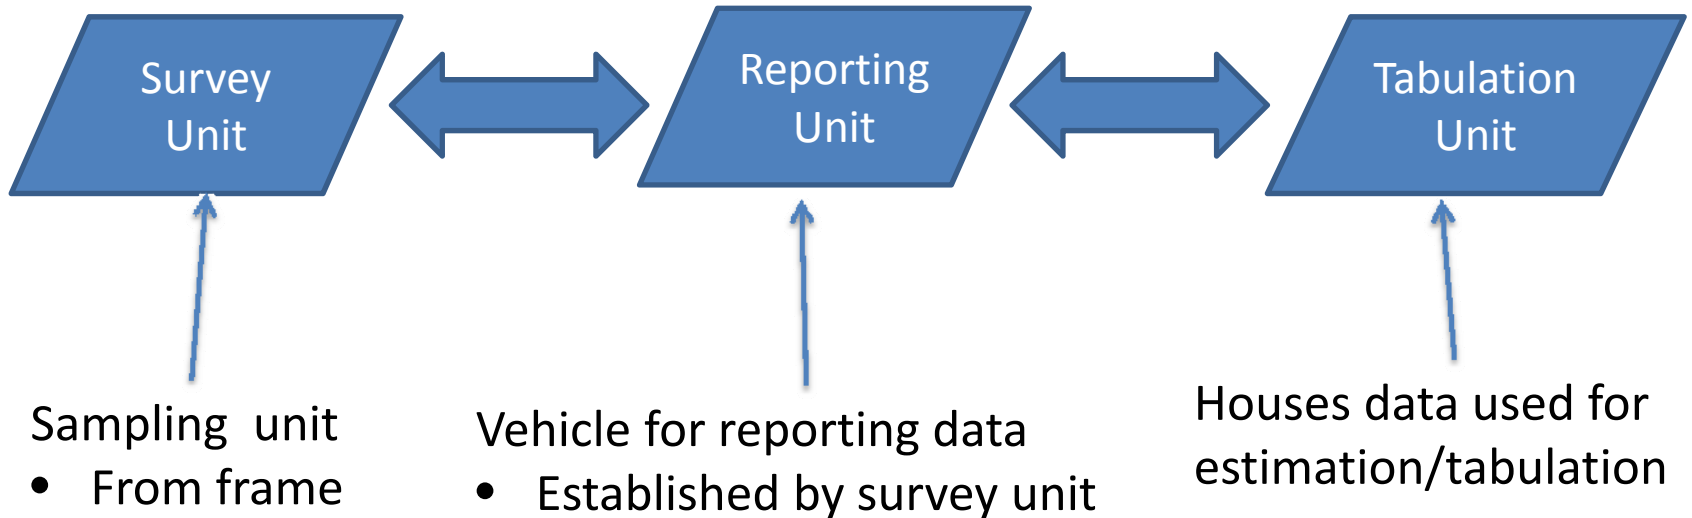 Survey
Unit
Reporting
Unit
Tabulation
Unit
Sampling unit
• From frame
Vehicle for reporting data
• Established by survey unit
Houses data used for
estimation/tabulation